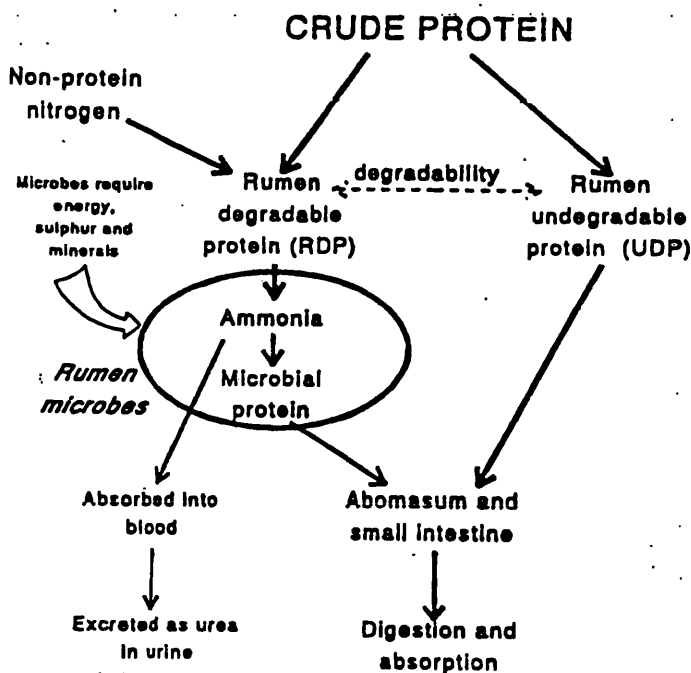 CRUDE PROTEIN
Non-protein
nitrogen
degradability
Microbes require
energy,
sulphur and
minerals
Rumen
degradable
protein (RDP)
Rumen
undegradable
protein (UDP)
Ammonia
Microbial
protein
Rumen
microbes
Absorbed into
blood
Abomasum and
small intestine
Excreted as urea
in urine
Digestion and
absorption